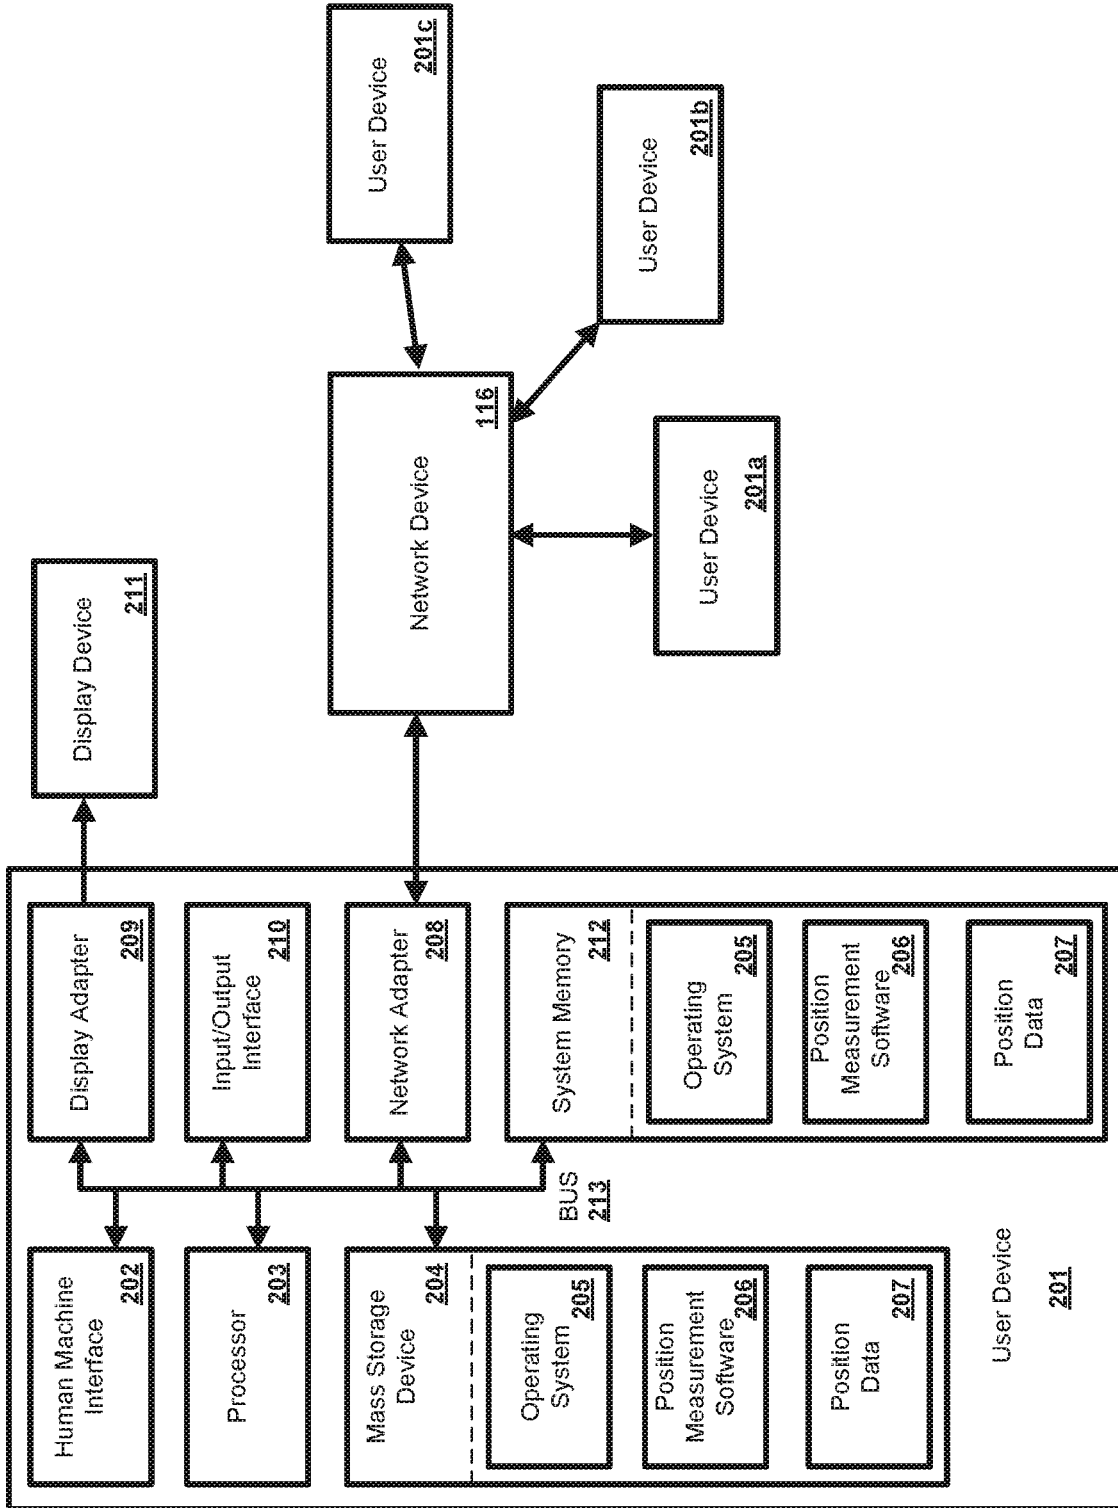 Human Machine
Interface
202
Processor
203
Mass Storage
Device
204
Operating
System
205
Position
Measurement
Software
206
Position
Data
207
User Device
201
BUS
213
Display Adapter
209
Input/Output
Interface
210
Network Adapter
208
System Memory
212
Operating
System
205
Position
Measurement
Software
206
Position
Data
207
Display Device
211
Network Device
116
User Device
201a
User Device
201b
User Device
201c